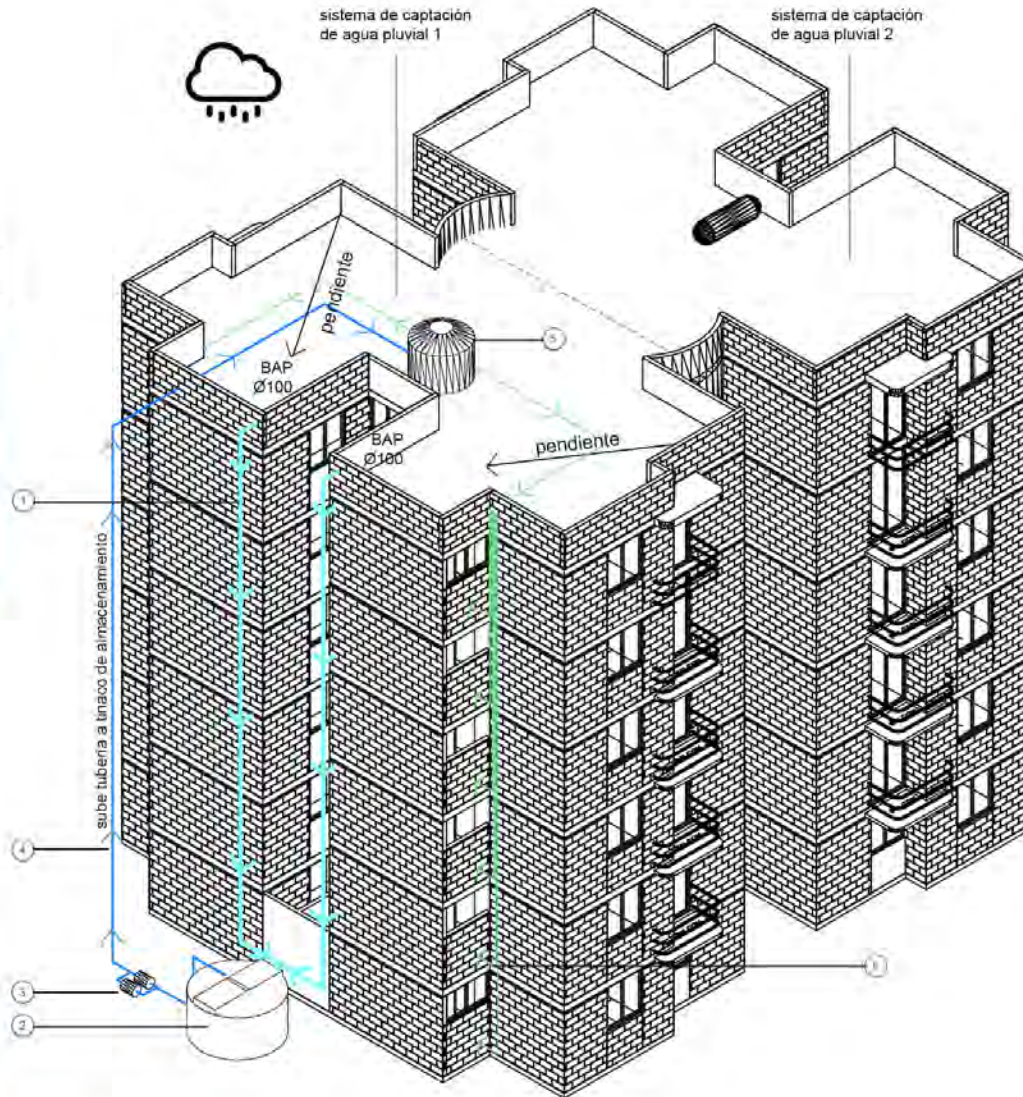 sistema de captación
de agua pluvial 1
sistema de captación
de agua pluvial 2
pendiente
BAP
Ø100
BAP
Ø100
pendiente
sube tubería a tinaco de almacenamiento
1
4
3
2